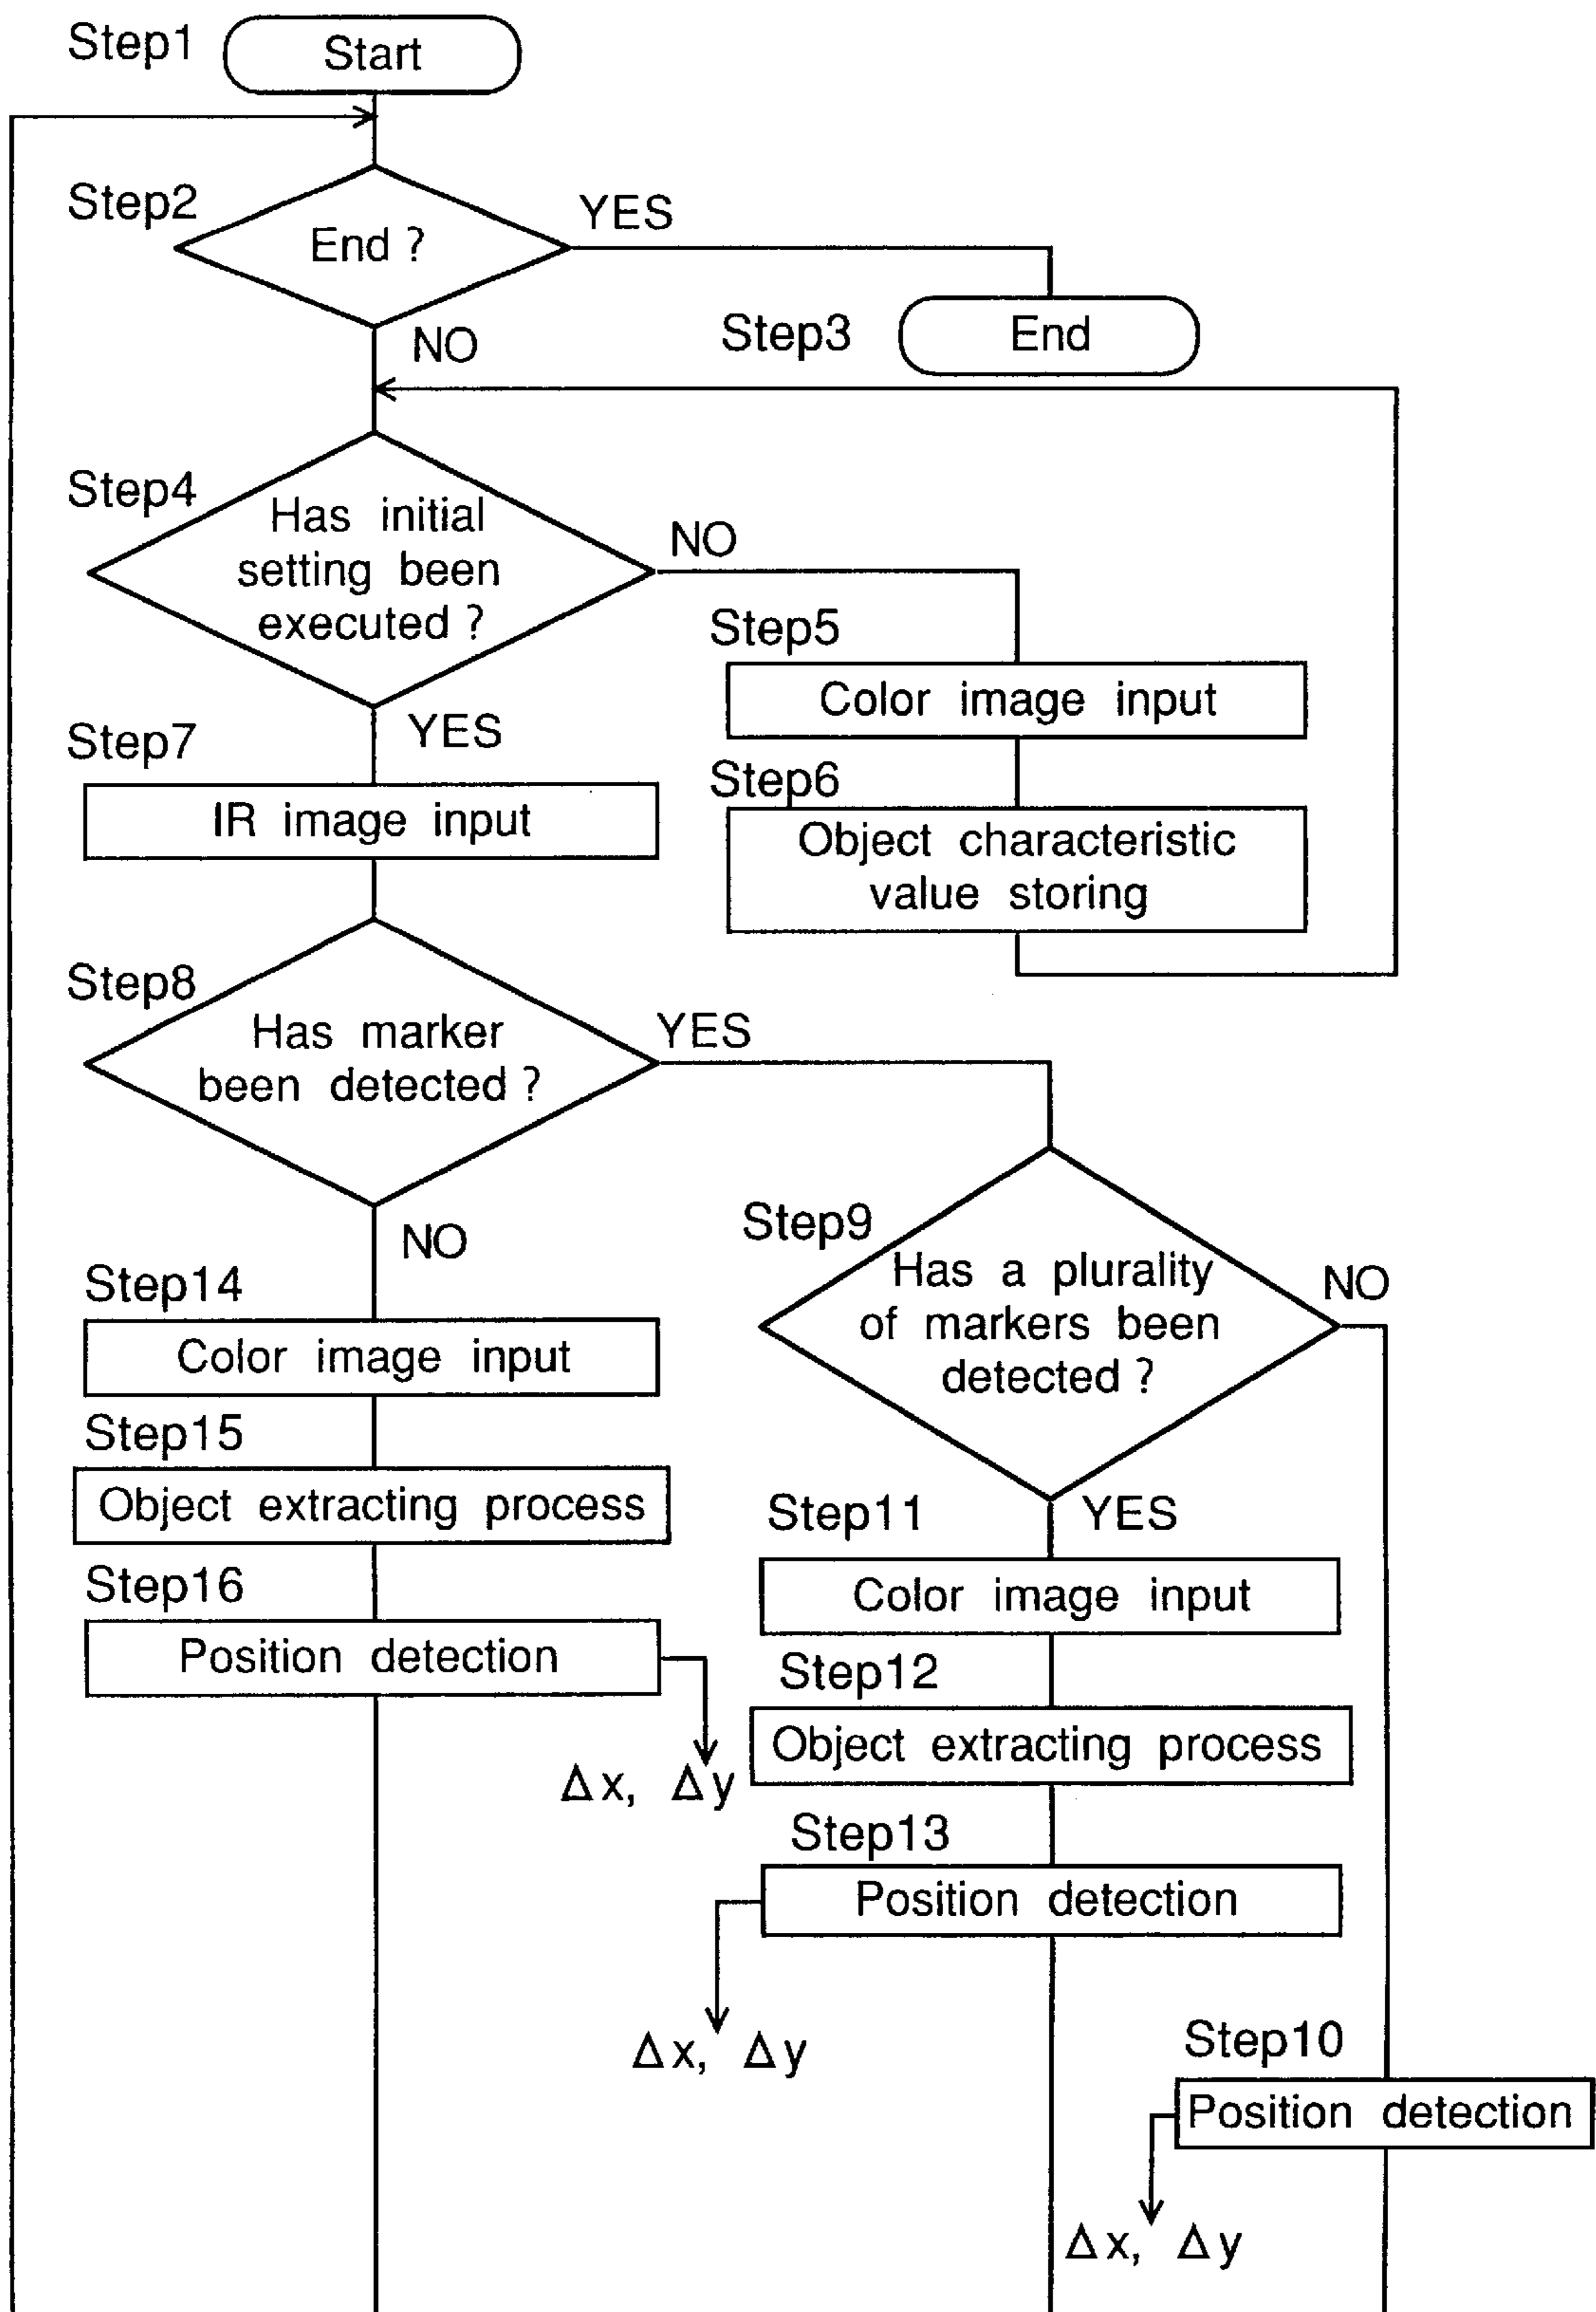 Step1
Start
Step2
End ?
YES
NO
Step3
End
Step4
Has initial
setting been
executed ?
NO
YES
Step5
Color image input
Step6
Object characteristic
value storing
Step7
IR image input
Step8
Has marker
been detected ?
YES
NO
Step9
Has a plurality
of markers been
detected ?
NO
YES
Step14
Color image input
Step15
Object extracting process
Step16
Position detection
Δx, Δy
Step11
Color image input
Step12
Object extracting process
Step13
Position detection
Δx, Δy
Step10
Position detection
Δx, Δy